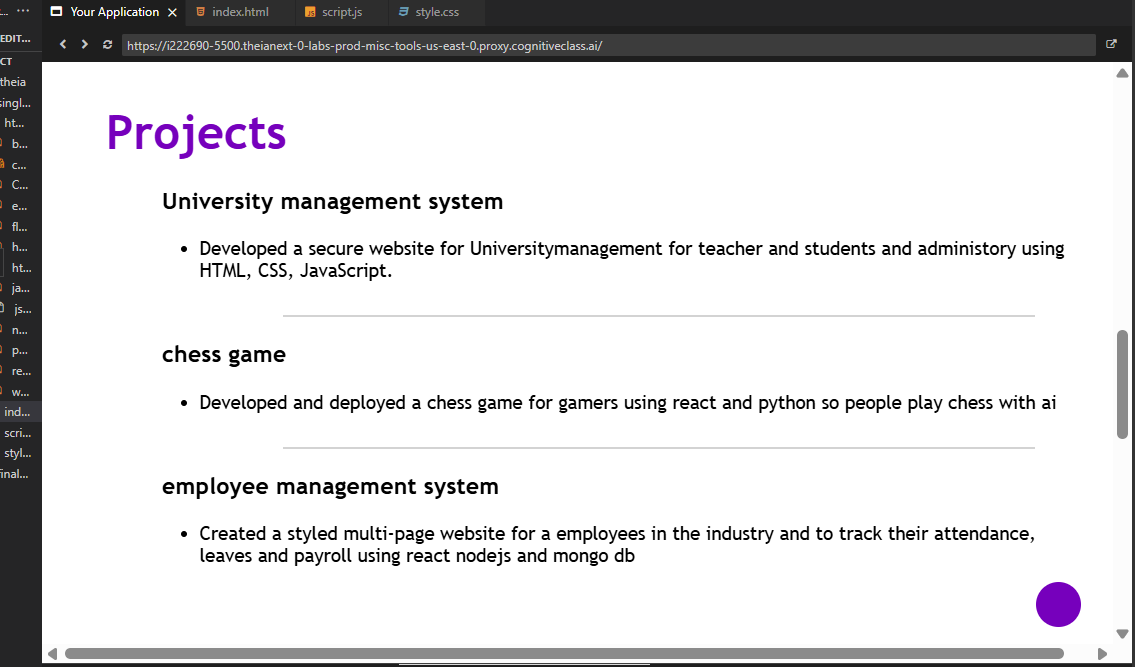 ... Your Application index.html script.js style.css
EDIT...
https://i222690-5500.theianext-0-labs-prod-misc-tools-us-east-0.proxy.cognitiveclass.ai/
CT
theia
singl...
ht...
b...
c...
C...
e...
fl...
h...
ht...
ja...
js...
n...
p...
re...
w...
ind...
scri...
styl...
final...
Projects
University management system
• Developed a secure website for Universitymanagement for teacher and students and administory using
HTML, CSS, JavaScript.
chess game
• Developed and deployed a chess game for gamers using react and python so people play chess with ai
employee management system
• Created a styled multi-page website for a employees in the industry and to track their attendance,
leaves and payroll using react nodejs and mongo db